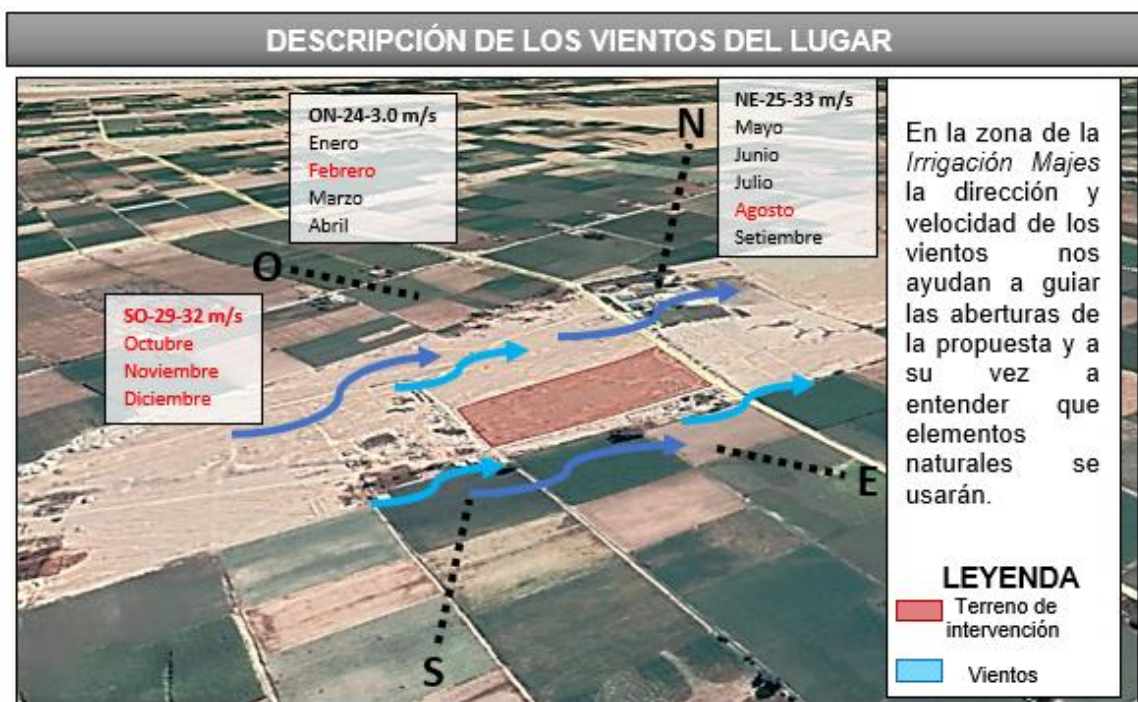 DESCRIPCIÓN DE LOS VIENTOS DEL LUGAR
ON-24-3.0 m/s
Enero
Febrero
Marzo
Abril
N
NE-25-33 m/s
Mayo
Junio
Julio
Agosto
Setiembre
O
SO-29-32 m/s
Octubre
Noviembre
Diciembre
E
S
En la zona de la
Irrigación Majes
la dirección y
velocidad de los
vientos nos
ayudan a guiar
las aberturas de
la propuesta y a
su vez a
entender que
elementos
naturales se
usarán.
LEYENDA
Terreno de
intervención
Vientos